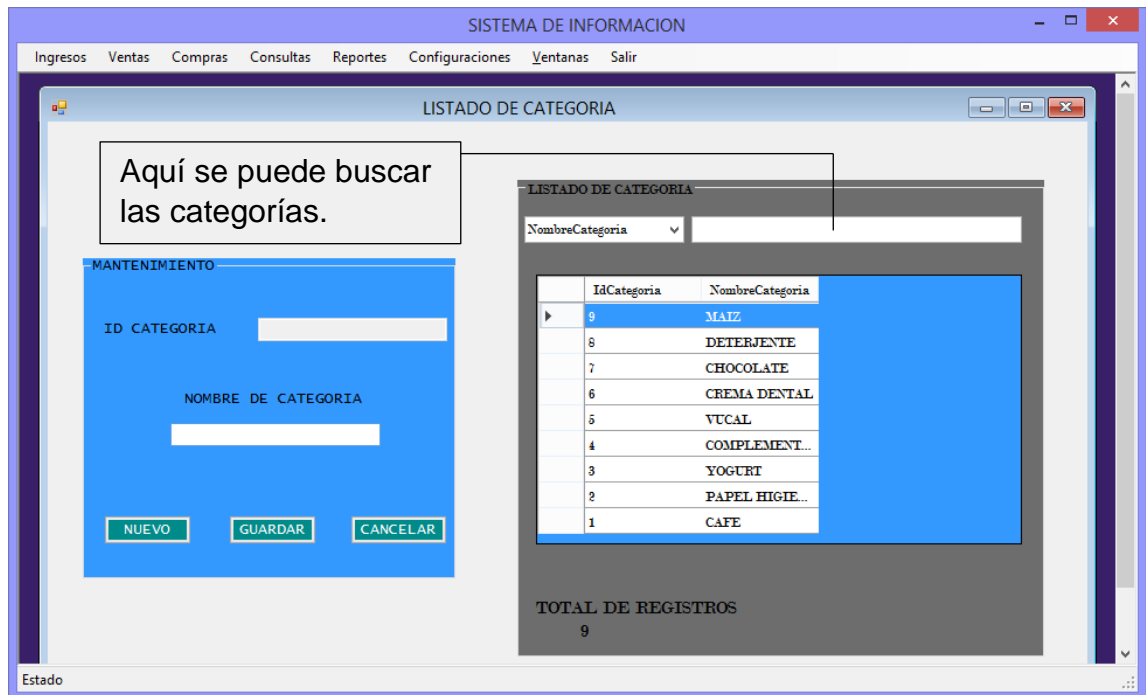 SISTEMA DE INFORMACION
Ingresos Ventas Compras Consultas Reportes Configuraciones Ventanas Salir
LISTADO DE CATEGORIA
Aquí se puede buscar
las categorías.
MANTENIMIENTO
ID CATEGORIA
NOMBRE DE CATEGORIA
NUEVO GUARDAR CANCELAR
LISTADO DE CATEGORIA
NombreCategoria
IdCategoria NombreCategoria
9 MAIZ
8 DETERJENTE
7 CHOCOLATE
6 CREMA DENTAL
5 VUCAL
4 COMPLEMENT...
3 YOGURT
2 PAPEL HIGIE...
1 CAFE
TOTAL DE REGISTROS
9
Estado